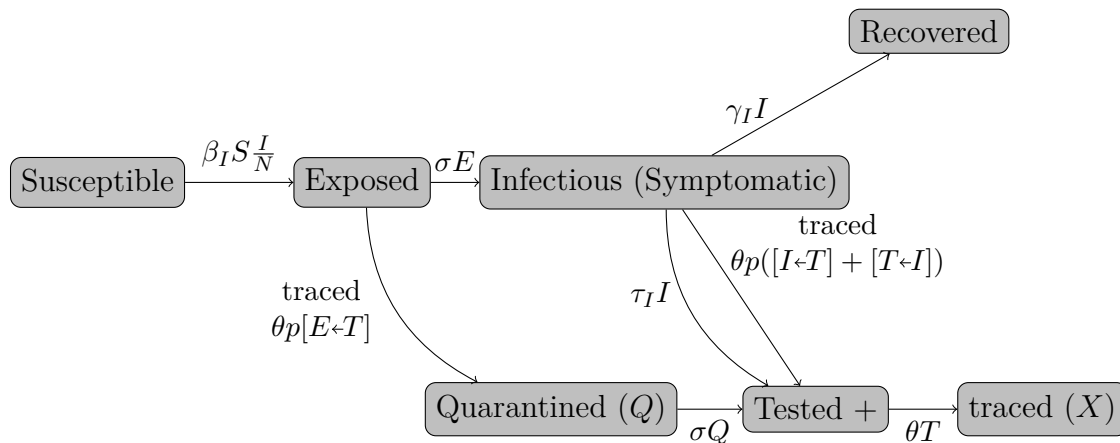 Recovered
γ_I I
β_I S I/N
σE
Susceptible
Exposed
Infectious (Symptomatic)
traced
θp([I←T] + [T←I])
τ_I I
traced
θp[E←T]
Quarantined (Q)
σQ
Tested +
θT
traced (X)